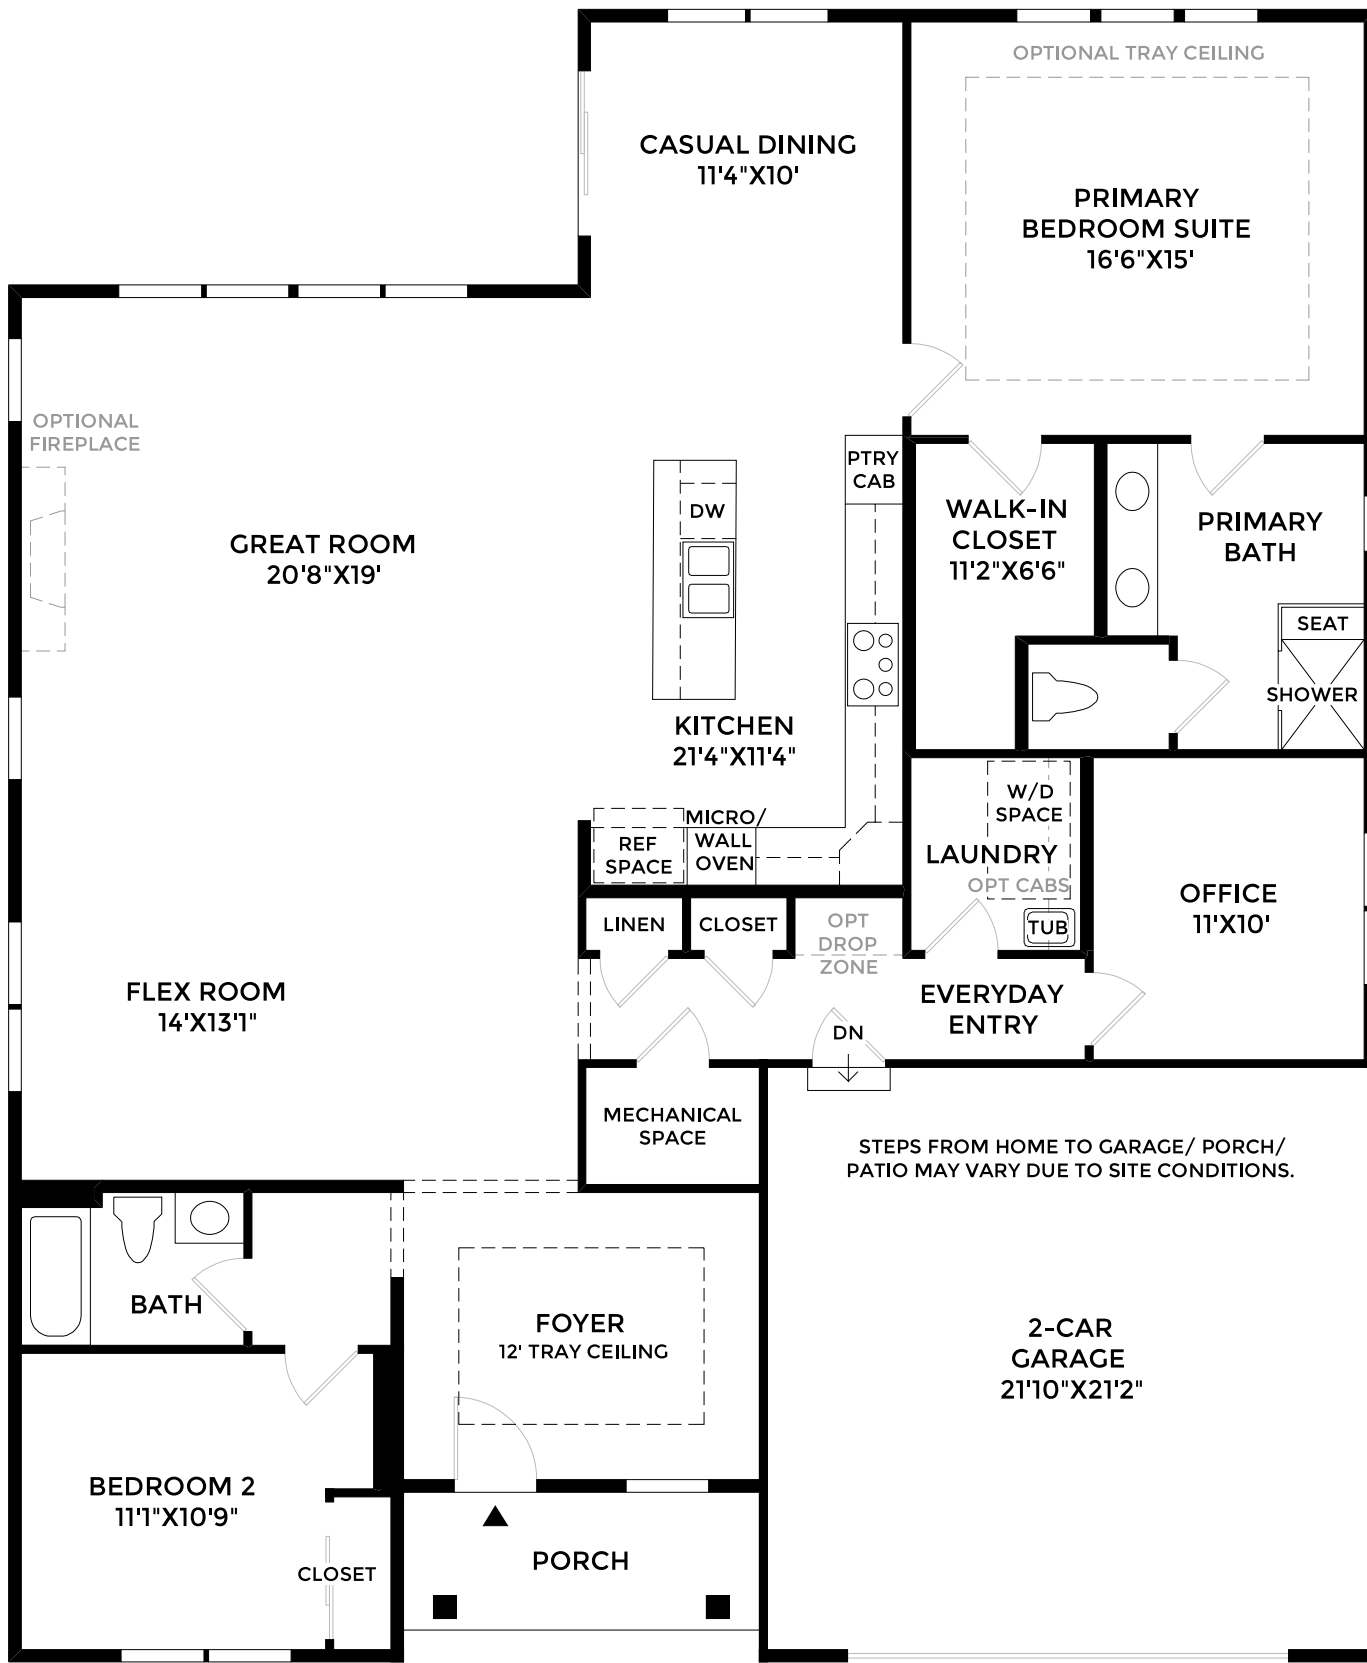 OPTIONAL TRAY CEILING
CASUAL DINING
11'4"X10'
PRIMARY
BEDROOM SUITE
16'6"X15'
OPTIONAL
FIREPLACE
GREAT ROOM
20'8"X19'
DW
PTRY
CAB
WALK-IN
CLOSET
11'2"X6'6"
PRIMARY
BATH
SEAT
SHOWER
KITCHEN
21'4"X11'4"
MICRO/
WALL
OVEN
REF
SPACE
W/D
SPACE
LAUNDRY
OPT CABS
TUB
OFFICE
11'X10'
LINEN
CLOSET
OPT
DROP
ZONE
FLEX ROOM
14'X13'1"
EVERYDAY
ENTRY
DN
MECHANICAL
SPACE
STEPS FROM HOME TO GARAGE/ PORCH/
PATIO MAY VARY DUE TO SITE CONDITIONS.
BATH
FOYER
12' TRAY CEILING
2-CAR
GARAGE
21'10"X21'2"
BEDROOM 2
11'1"X10'9"
CLOSET
PORCH